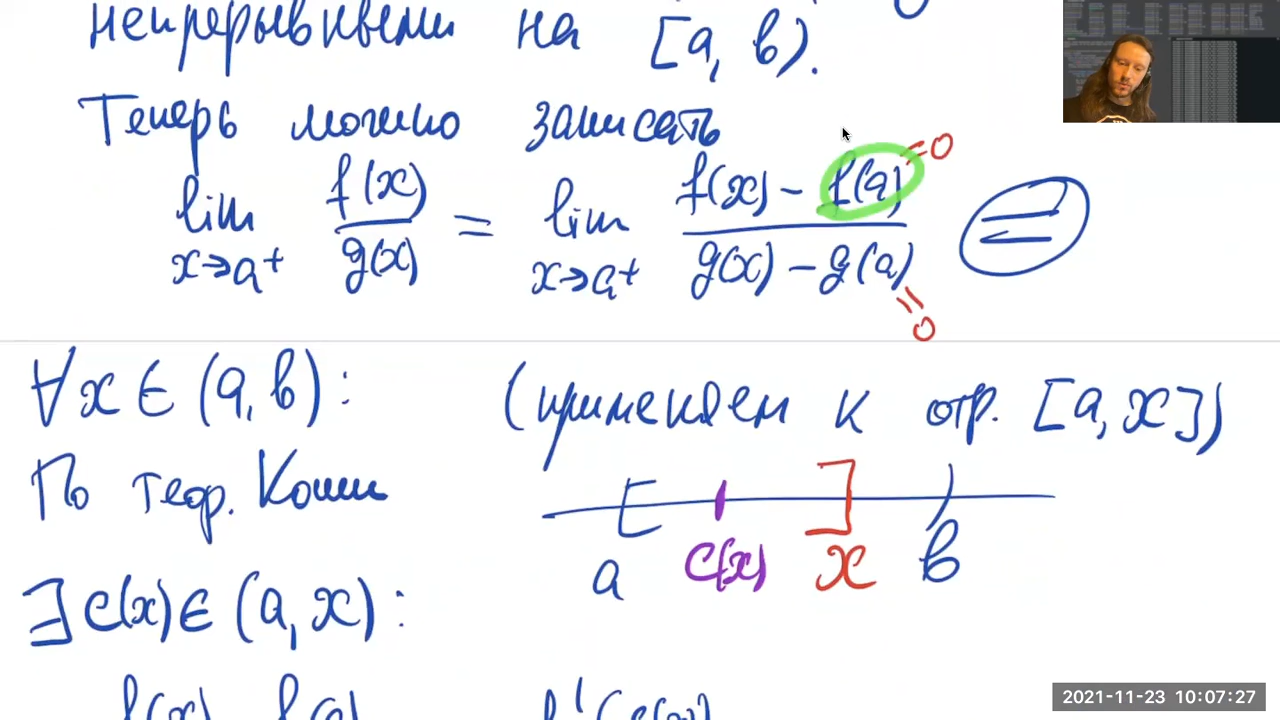 непрерывными на [a, b).
Теперь можно записать
lim x→a+ f(x)/g(x) = lim x→a+ (f(x) − f(a))/(g(x) − g(a)) =
=0
=0
∀x ∈ (a, b): (применяем к отр. [a, x])
По теор. Коши
a c(x) x b
∃ c(x) ∈ (a, x):
f(x) f(a) f'(c(x))
2021-11-23 10:07:27